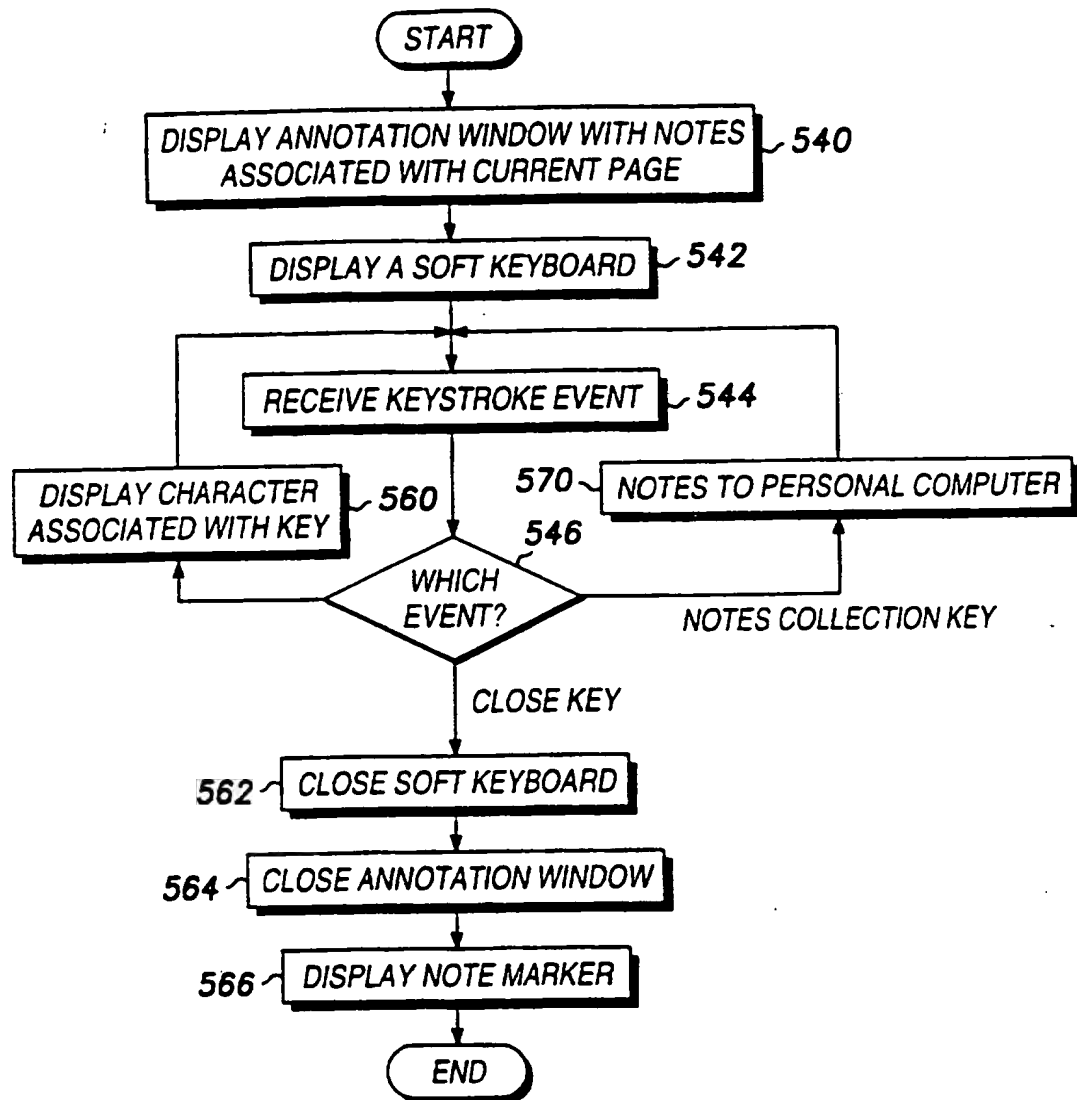 START
DISPLAY ANNOTATION WINDOW WITH NOTES
ASSOCIATED WITH CURRENT PAGE
540
DISPLAY A SOFT KEYBOARD
542
RECEIVE KEYSTROKE EVENT
544
DISPLAY CHARACTER
ASSOCIATED WITH KEY
560
570
NOTES TO PERSONAL COMPUTER
546
WHICH
EVENT?
NOTES COLLECTION KEY
CLOSE KEY
562
CLOSE SOFT KEYBOARD
564
CLOSE ANNOTATION WINDOW
566
DISPLAY NOTE MARKER
END